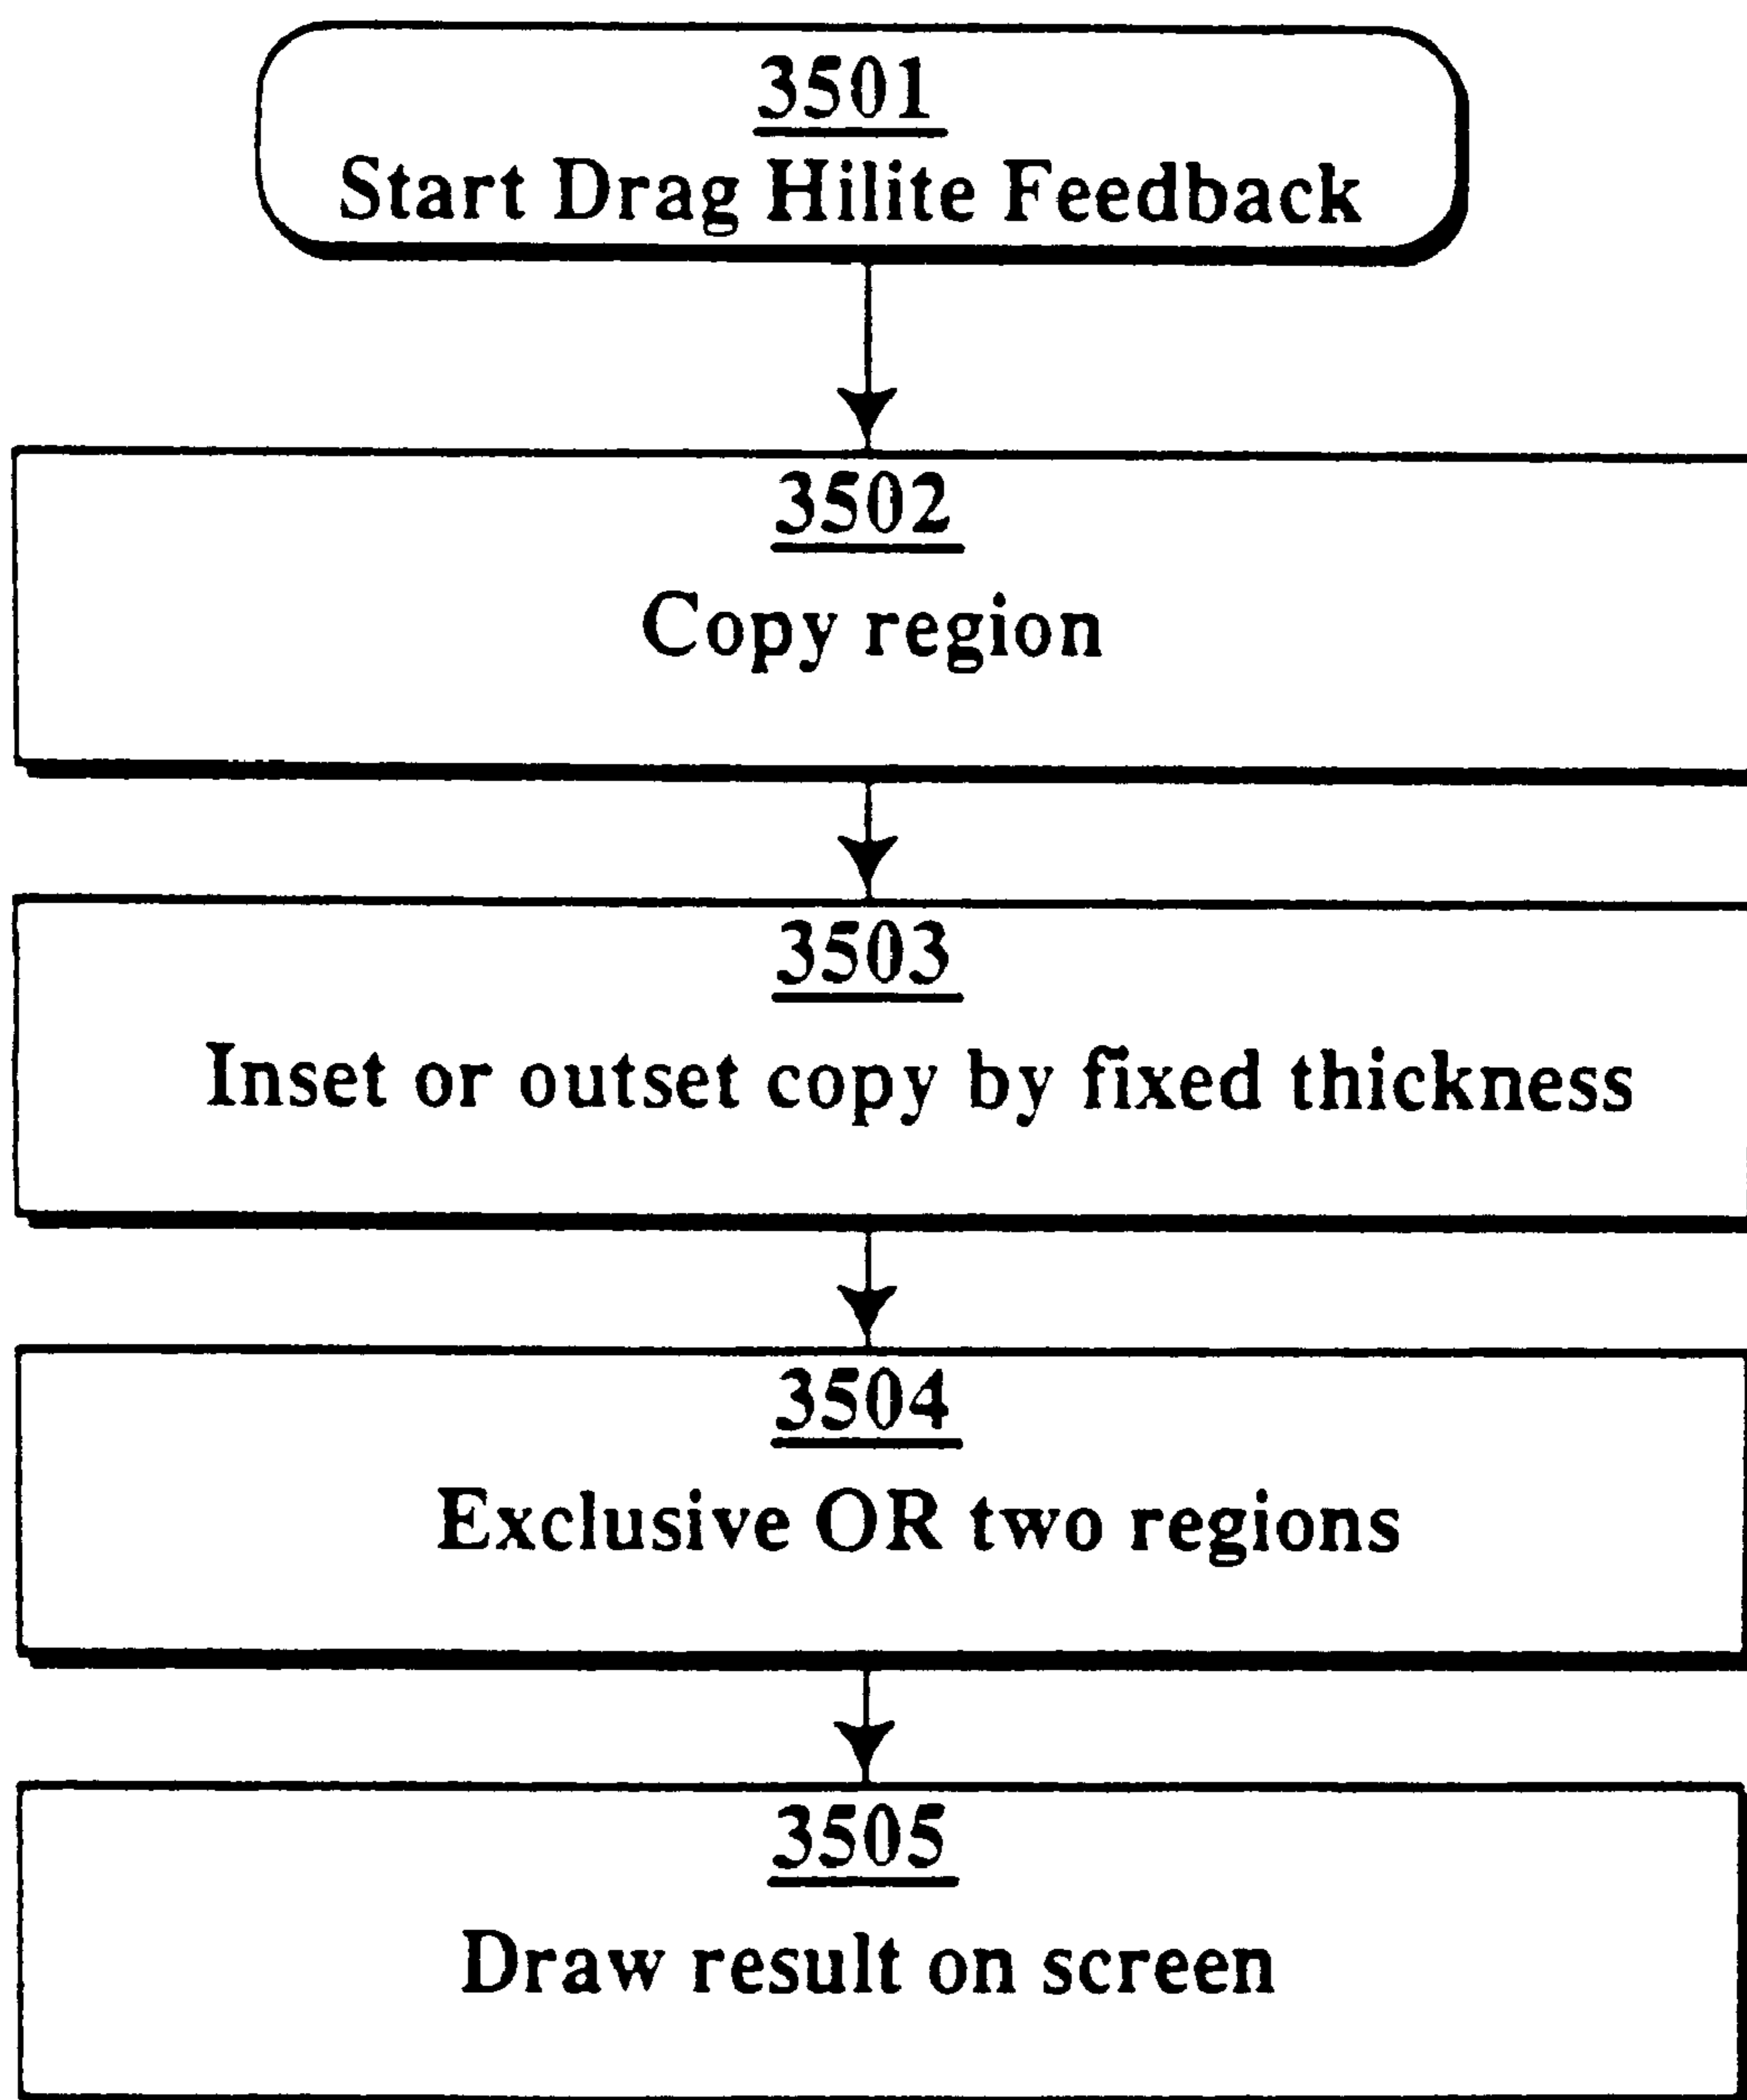 3501
Start Drag Hilite Feedback
3502
Copy region
3503
Inset or outset copy by fixed thickness
3504
Exclusive OR two regions
3505
Draw result on screen